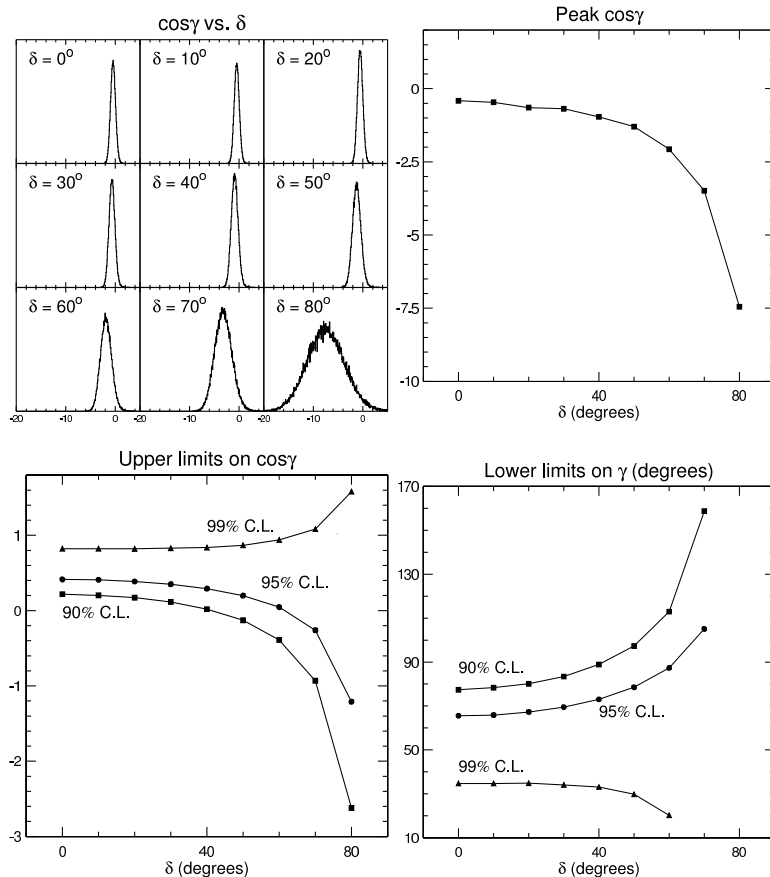 cosγ vs. δ
δ = 0°
δ = 10°
δ = 20°
δ = 30°
δ = 40°
δ = 50°
δ = 60°
δ = 70°
δ = 80°
-20 -10 0 -20 -10 0 -20 -10 0
Peak cosγ
0
-2.5
-5
-7.5
-10
0 40 80
δ (degrees)
Upper limits on cosγ
1
0
-1
-2
-3
99% C.L.
95% C.L.
90% C.L.
0 40 80
δ (degrees)
Lower limits on γ (degrees)
170
130
90
50
10
90% C.L.
95% C.L.
99% C.L.
0 40 80
δ (degrees)